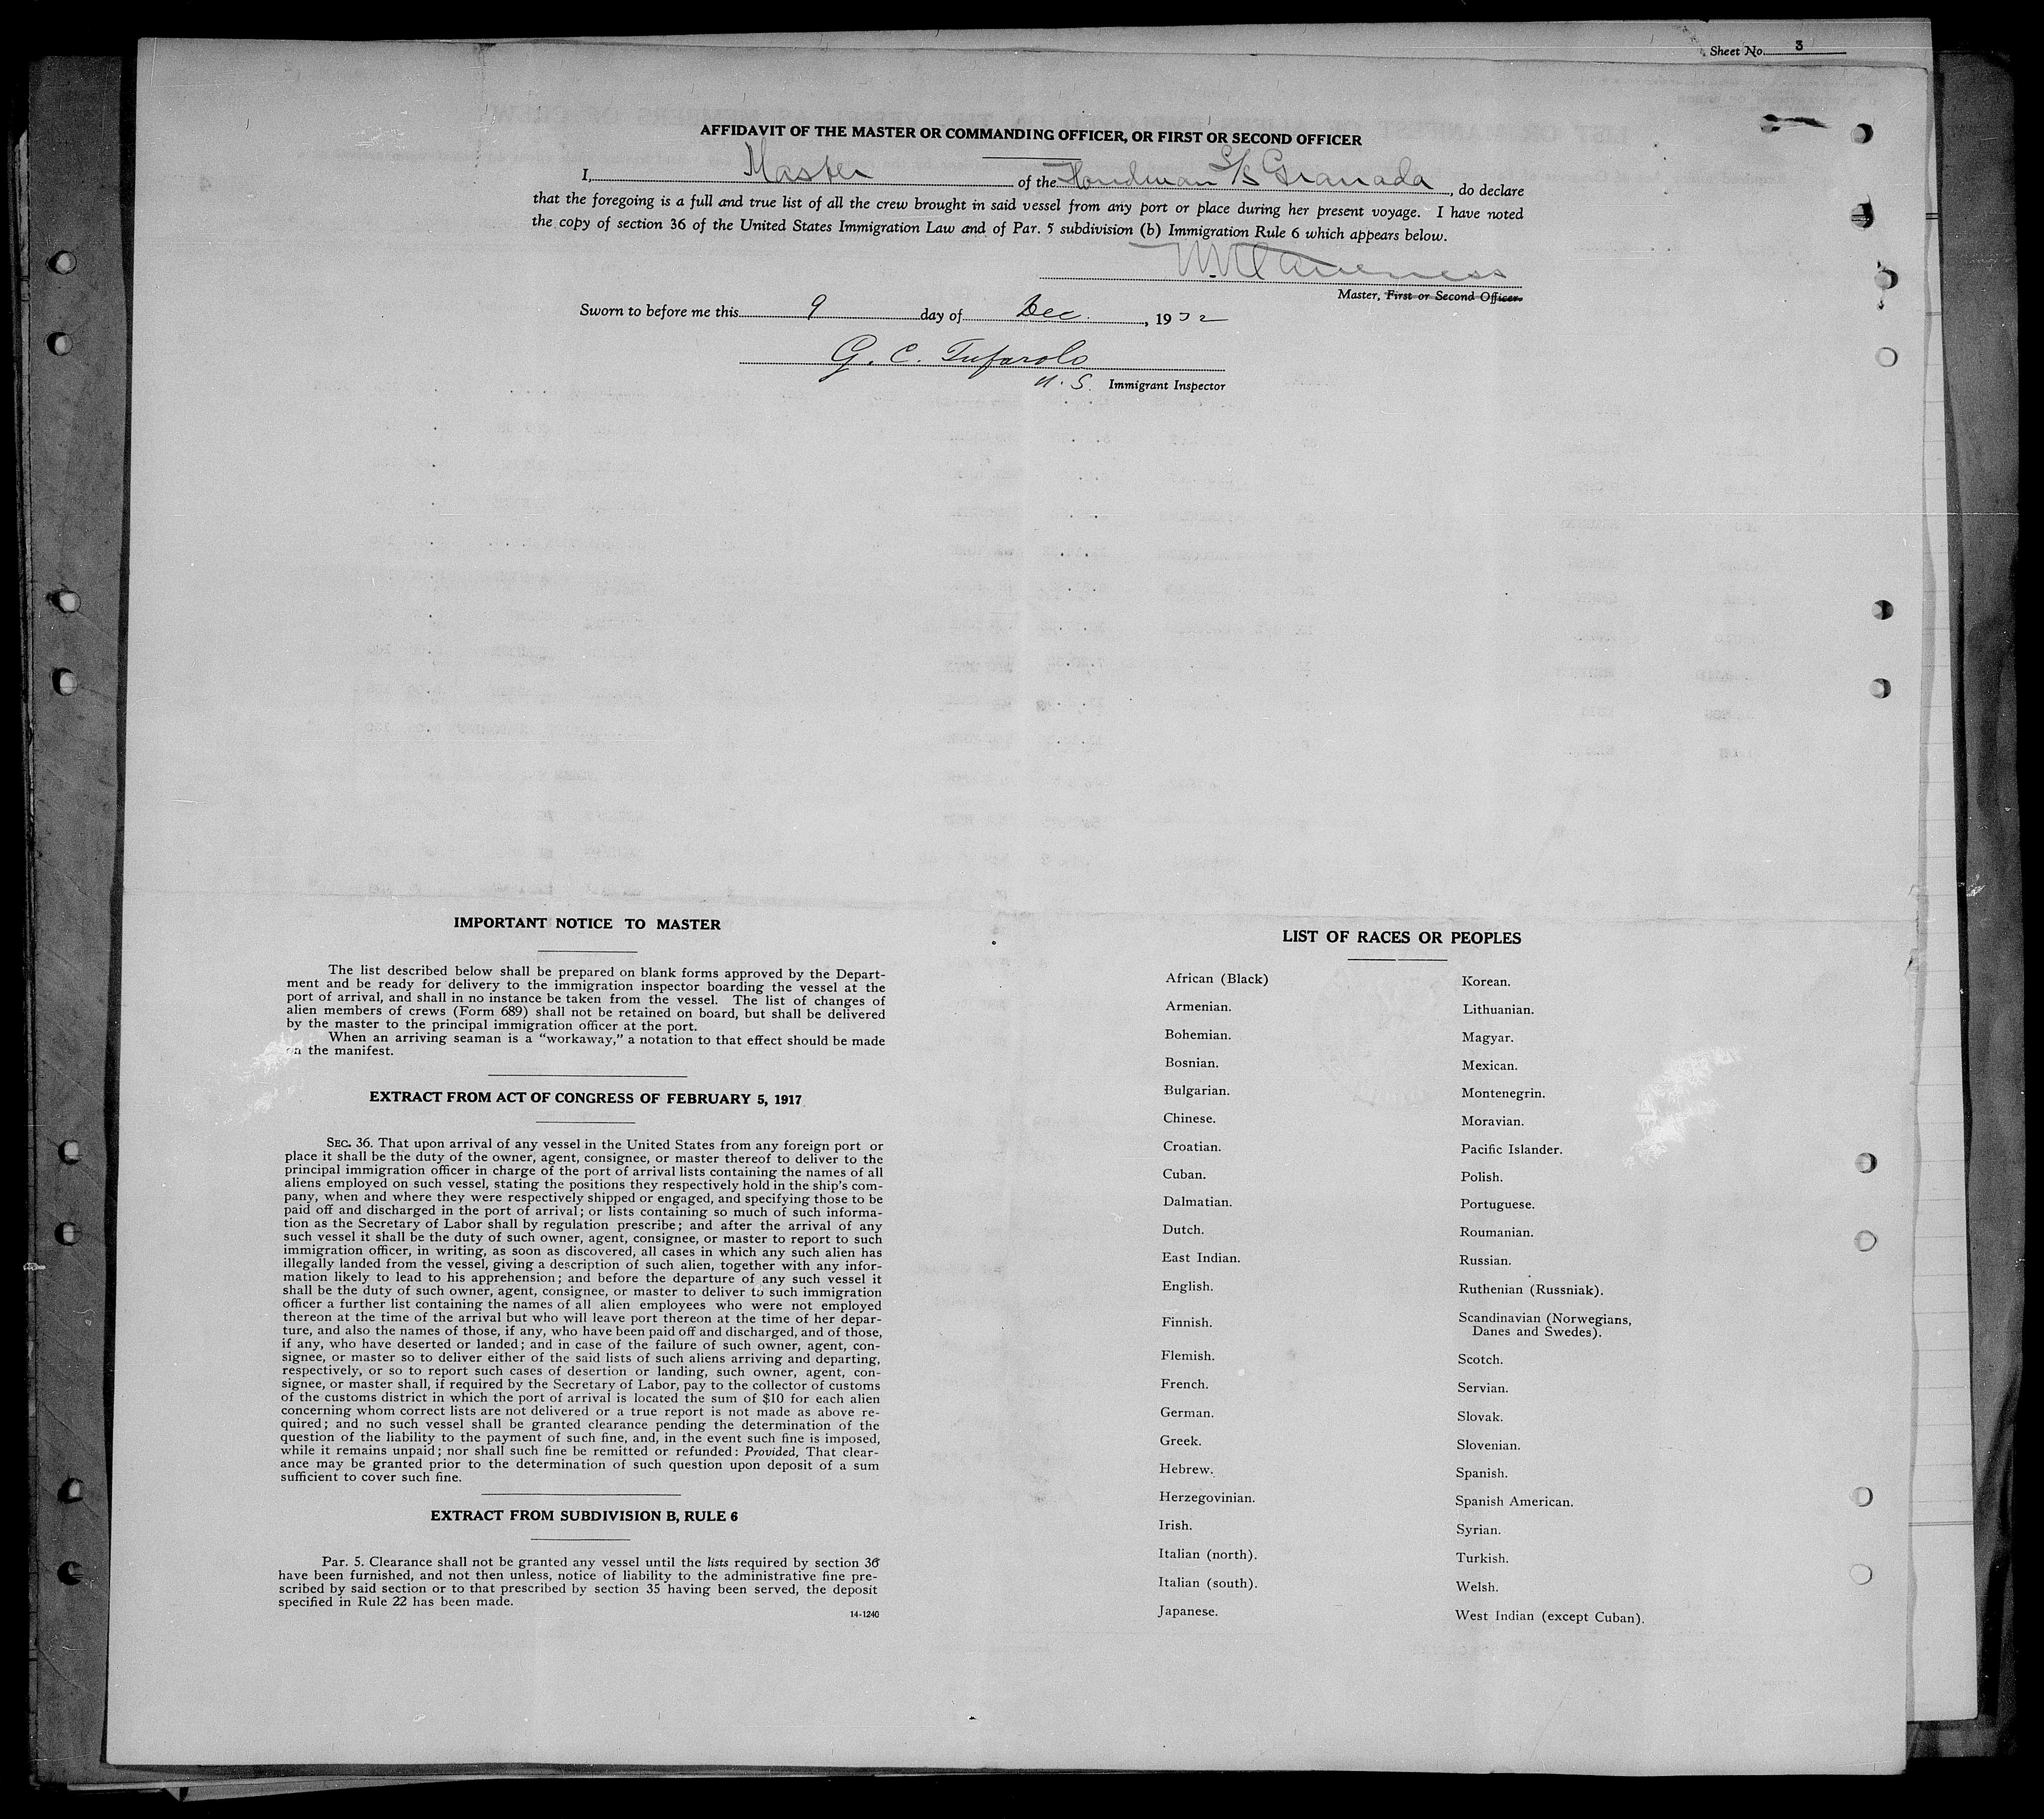 Sheet No. 3
AFFIDAVIT OF THE MASTER OR COMMANDING OFFICER, OR FIRST OR SECOND OFFICER
I, Master of the Honduran S/S Granada, do declare
that the foregoing is a full and true list of all the crew brought in said vessel from any port or place during her present voyage. I have noted
the copy of section 36 of the United States Immigration Law and of Par. 5 subdivision (b) Immigration Rule 6 which appears below.
Master, First or Second Officer.
Sworn to before me this 9 day of Dec., 1932
G. C. Tufarolo
U. S. Immigrant Inspector
IMPORTANT NOTICE TO MASTER
The list described below shall be prepared on blank forms approved by the Depart-
ment and be ready for delivery to the immigration inspector boarding the vessel at the
port of arrival, and shall in no instance be taken from the vessel. The list of changes of
alien members of crews (Form 689) shall not be retained on board, but shall be delivered
by the master to the principal immigration officer at the port.
When an arriving seaman is a "workaway," a notation to that effect should be made
on the manifest.
EXTRACT FROM ACT OF CONGRESS OF FEBRUARY 5, 1917
SEC. 36. That upon arrival of any vessel in the United States from any foreign port or
place it shall be the duty of the owner, agent, consignee, or master thereof to deliver to the
principal immigration officer in charge of the port of arrival lists containing the names of all
aliens employed on such vessel, stating the positions they respectively hold in the ship's com-
pany, when and where they were respectively shipped or engaged, and specifying those to be
paid off and discharged in the port of arrival; or lists containing so much of such informa-
tion as the Secretary of Labor shall by regulation prescribe; and after the arrival of any
such vessel it shall be the duty of such owner, agent, consignee, or master to report to such
immigration officer, in writing, as soon as discovered, all cases in which any such alien has
illegally landed from the vessel, giving a description of such alien, together with any infor-
mation likely to lead to his apprehension; and before the departure of any such vessel it
shall be the duty of such owner, agent, consignee, or master to deliver to such immigration
officer a further list containing the names of all alien employees who were not employed
thereon at the time of the arrival but who will leave port thereon at the time of her depar-
ture, and also the names of those, if any, who have been paid off and discharged, and of those,
if any, who have deserted or landed; and in case of the failure of such owner, agent, con-
signee, or master so to deliver either of the said lists of such aliens arriving and departing,
respectively, or so to report such cases of desertion or landing, such owner, agent, con-
signee, or master shall, if required by the Secretary of Labor, pay to the collector of customs
of the customs district in which the port of arrival is located the sum of $10 for each alien
concerning whom correct lists are not delivered or a true report is not made as above re-
quired; and no such vessel shall be granted clearance pending the determination of the
question of the liability to the payment of such fine, and, in the event such fine is imposed,
while it remains unpaid; nor shall such fine be remitted or refunded: Provided, That clear-
ance may be granted prior to the determination of such question upon deposit of a sum
sufficient to cover such fine.
EXTRACT FROM SUBDIVISION B, RULE 6
Par. 5. Clearance shall not be granted any vessel until the lists required by section 36
have been furnished, and not then unless, notice of liability to the administrative fine pre-
scribed by said section or to that prescribed by section 35 having been served, the deposit
specified in Rule 22 has been made.
14-1240
LIST OF RACES OR PEOPLES
African (Black)
Armenian.
Bohemian.
Bosnian.
Bulgarian.
Chinese.
Croatian.
Cuban.
Dalmatian.
Dutch.
East Indian.
English.
Finnish.
Flemish.
French.
German.
Greek.
Hebrew.
Herzegovinian.
Irish.
Italian (north).
Italian (south).
Japanese.
Korean.
Lithuanian.
Magyar.
Mexican.
Montenegrin.
Moravian.
Pacific Islander.
Polish.
Portuguese.
Roumanian.
Russian.
Ruthenian (Russniak).
Scandinavian (Norwegians,
Danes and Swedes).
Scotch.
Servian.
Slovak.
Slovenian.
Spanish.
Spanish American.
Syrian.
Turkish.
Welsh.
West Indian (except Cuban).